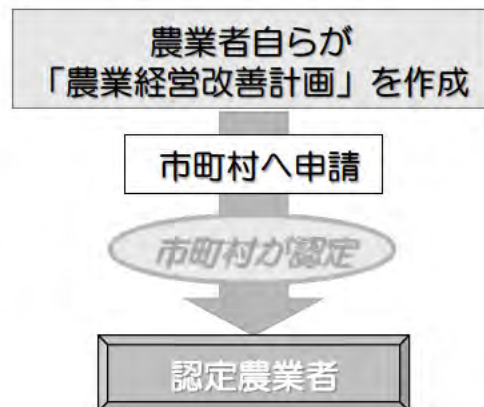 農業者自らが
「農業経営改善計画」を作成
市町村へ申請
市町村が認定
認定農業者